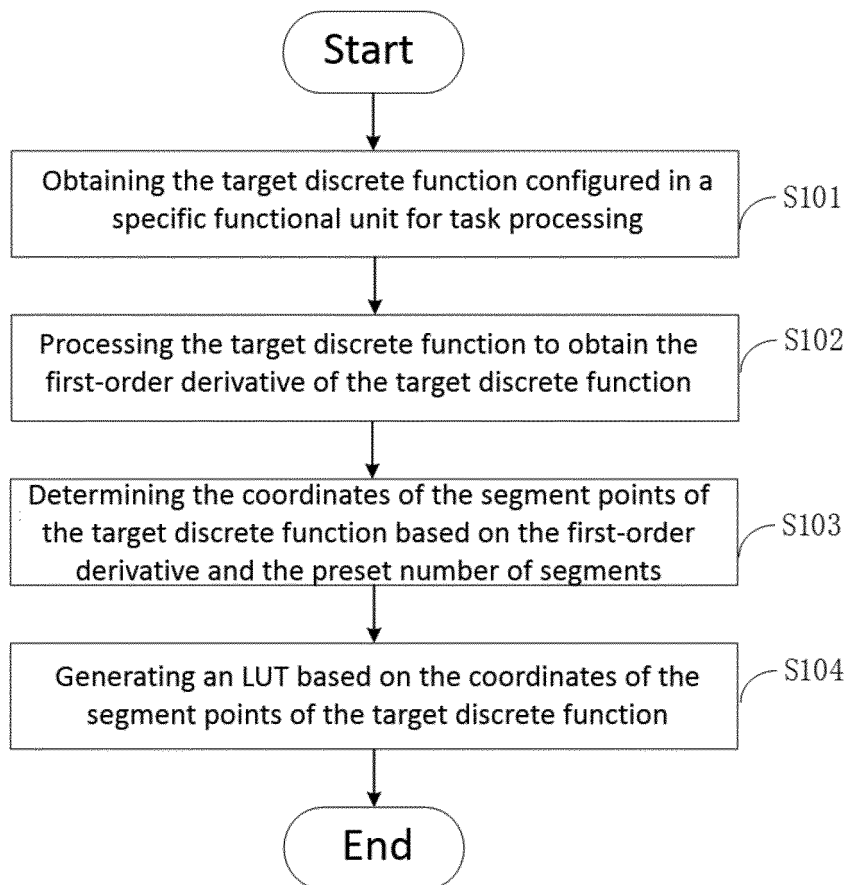 Start
Obtaining the target discrete function configured in a
specific functional unit for task processing
S101
Processing the target discrete function to obtain the
first-order derivative of the target discrete function
S102
Determining the coordinates of the segment points of
the target discrete function based on the first-order
derivative and the preset number of segments
S103
Generating an LUT based on the coordinates of the
segment points of the target discrete function
S104
End